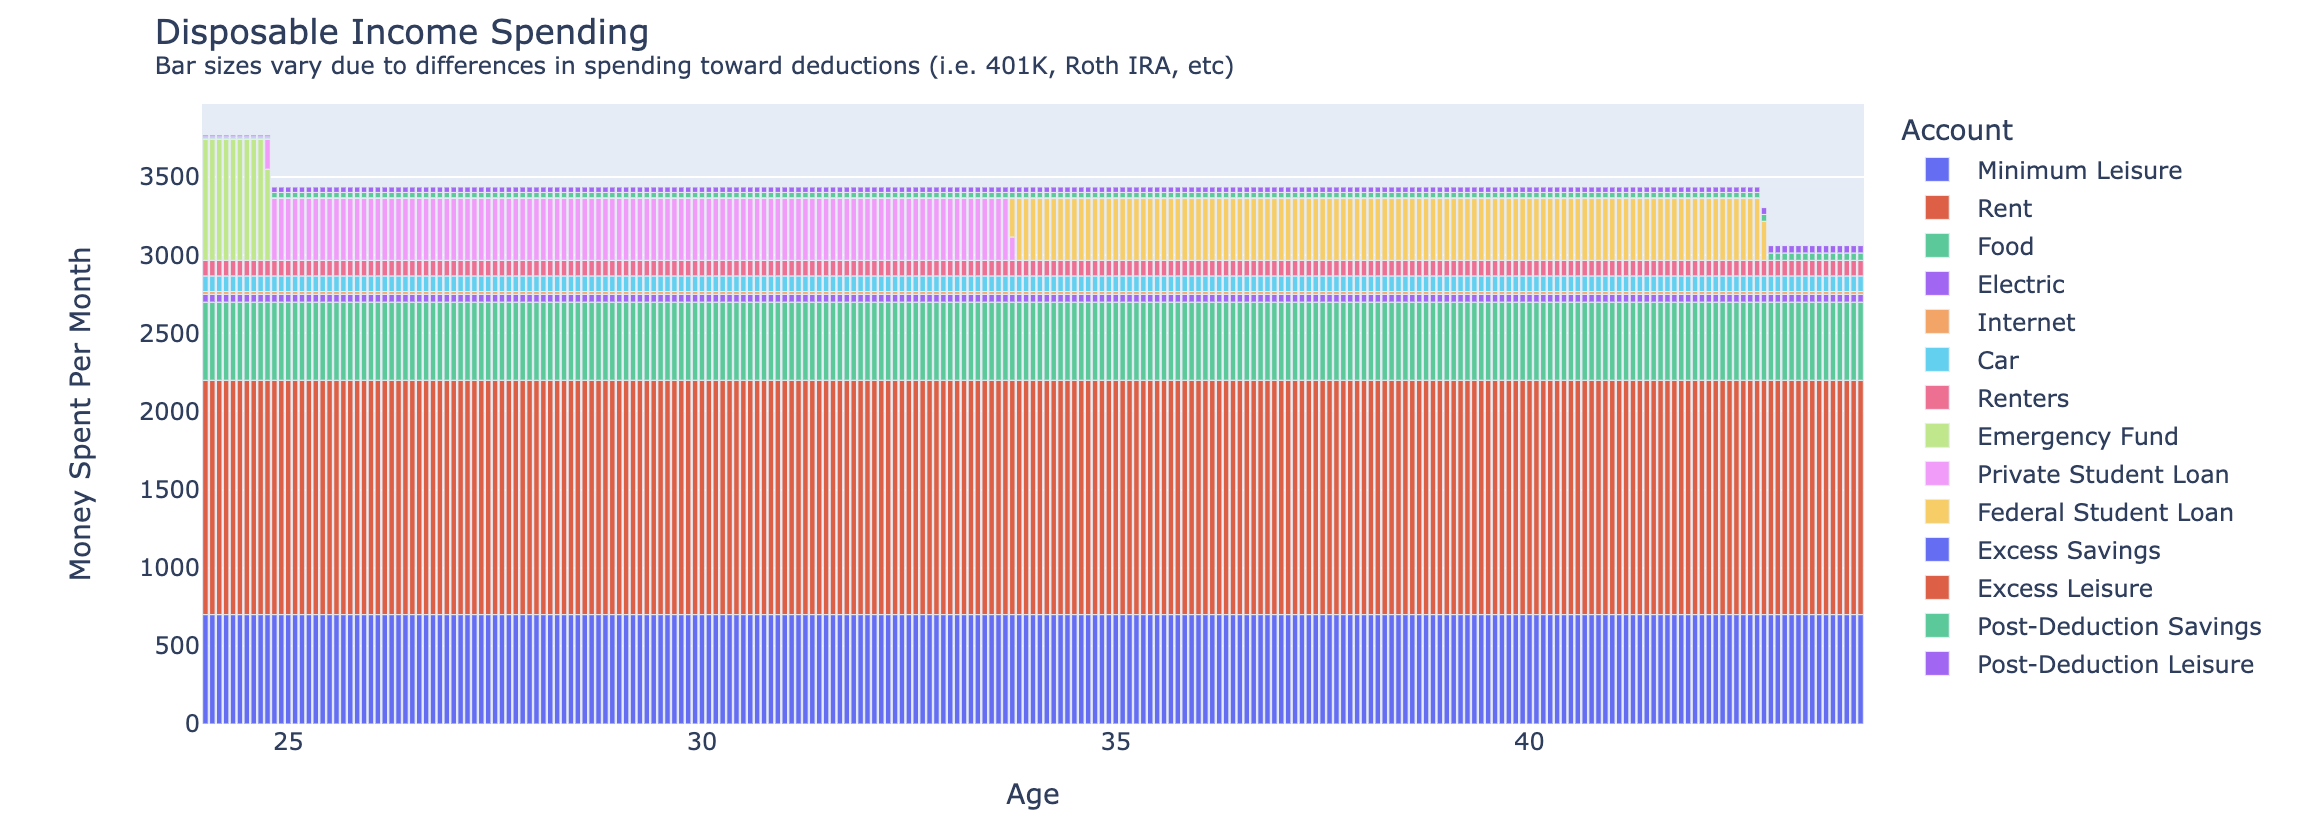 Disposable Income Spending
Bar sizes vary due to differences in spending toward deductions (i.e. 401K, Roth IRA, etc)
Money Spent Per Month
3500
3000
2500
2000
1500
1000
500
0
25
30
35
40
Age
Account
Minimum Leisure
Rent
Food
Electric
Internet
Car
Renters
Emergency Fund
Private Student Loan
Federal Student Loan
Excess Savings
Excess Leisure
Post-Deduction Savings
Post-Deduction Leisure